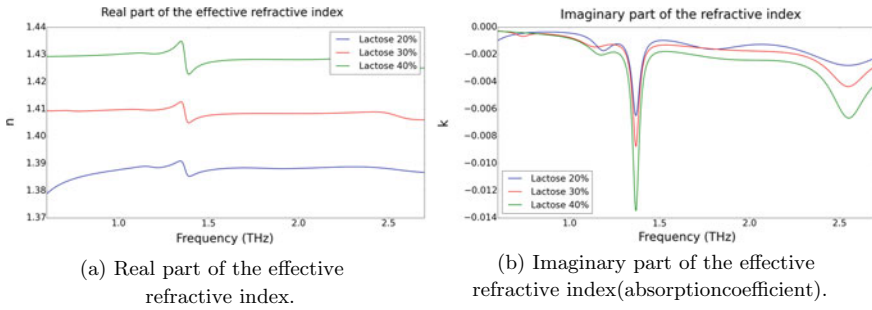 Real part of the effective refractive index
1.44
1.43
1.42
1.41
1.40
1.39
1.38
1.37
n
Lactose 20%
Lactose 30%
Lactose 40%
1.0
1.5
2.0
2.5
Frequency (THz)
(a) Real part of the effective
refractive index.
Imaginary part of the refractive index
0.000
−0.002
−0.004
−0.006
−0.008
−0.010
−0.012
−0.014
k
Lactose 20%
Lactose 30%
Lactose 40%
1.0
1.5
2.0
2.5
Frequency (THz)
(b) Imaginary part of the effective
refractive index(absorptioncoefficient).